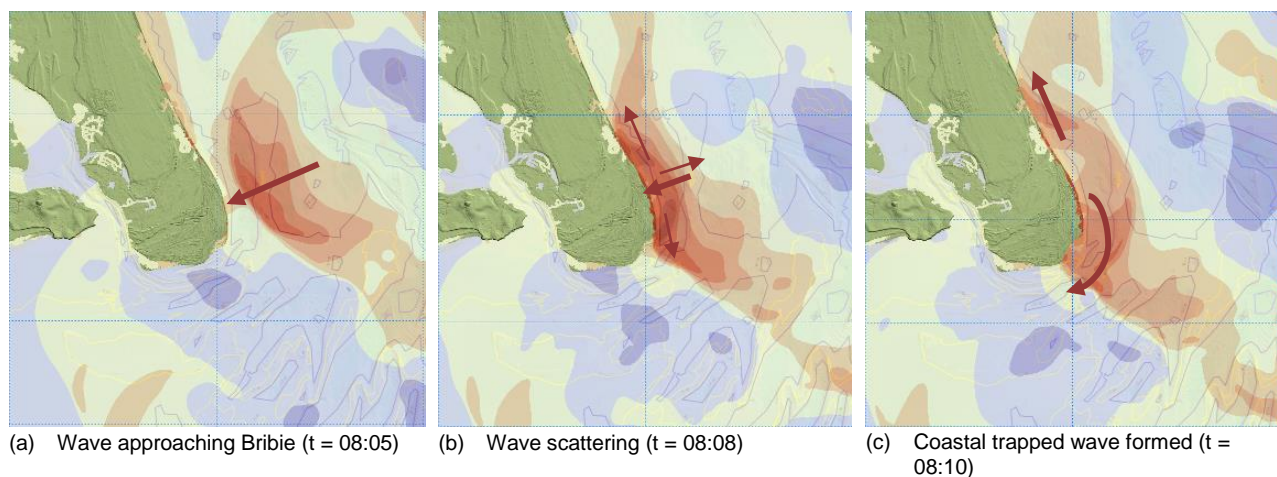 (a) Wave approaching Bribie (t = 08:05)
(b) Wave scattering (t = 08:08)
(c) Coastal trapped wave formed (t =
08:10)